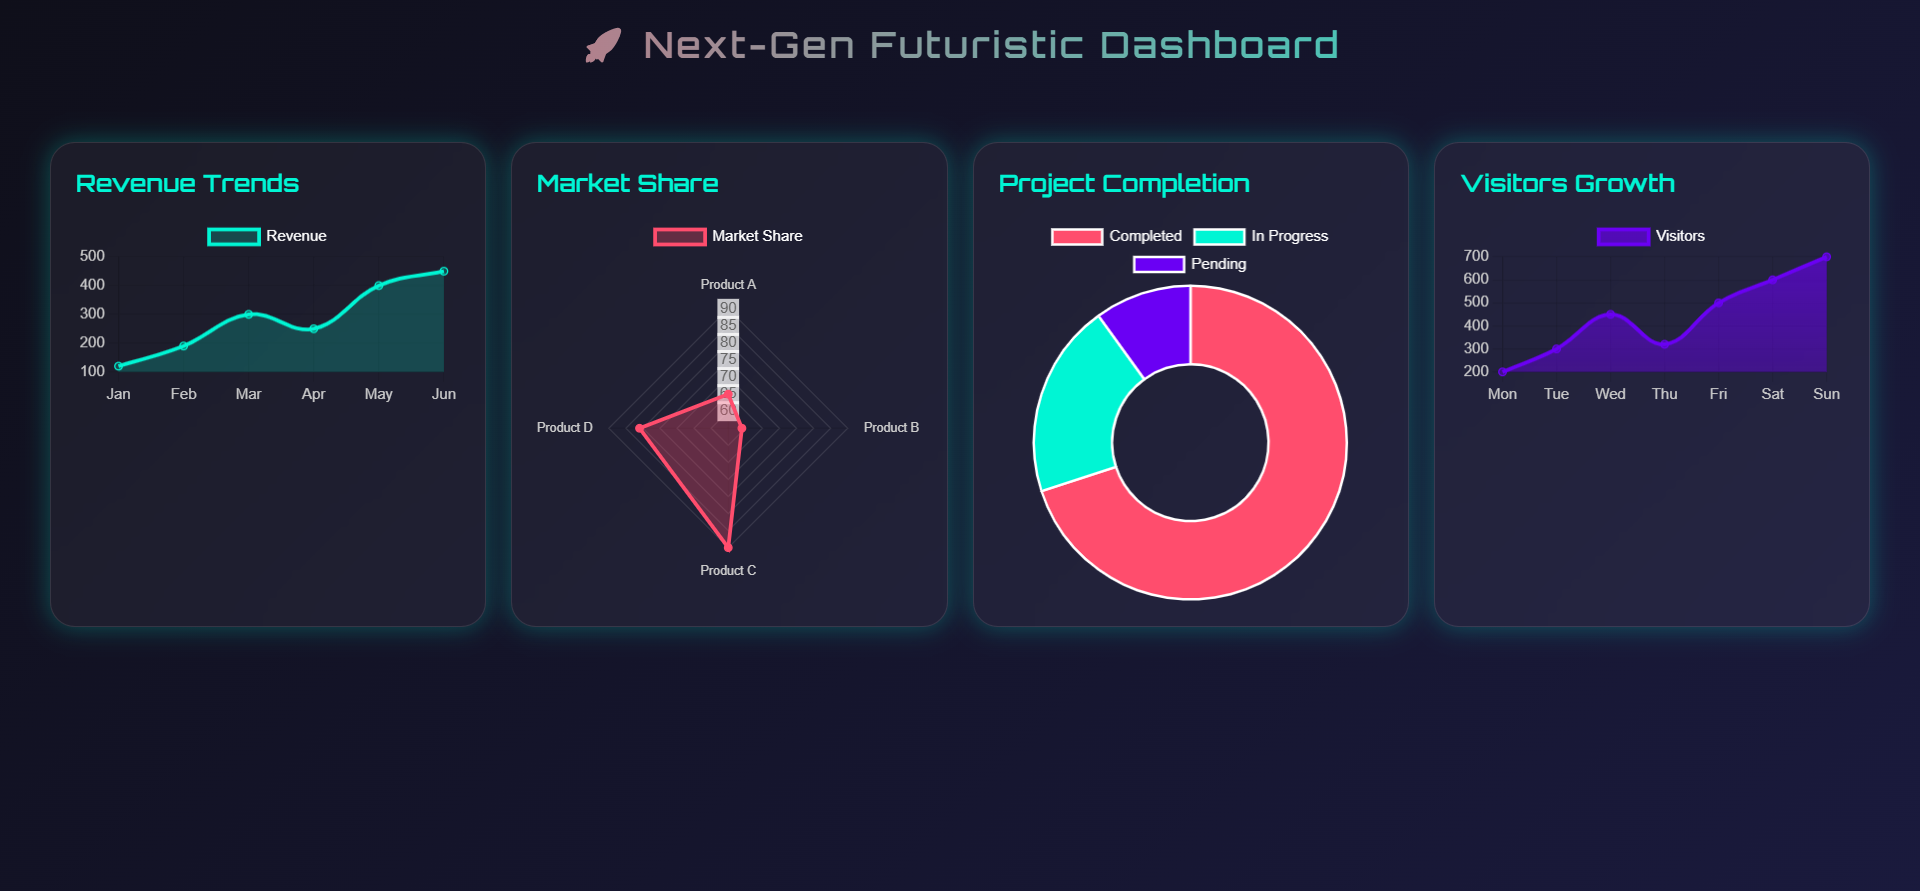 Next-Gen Futuristic Dashboard
Revenue Trends
Revenue
500
400
300
200
100
Jan Feb Mar Apr May Jun
Market Share
Market Share
Product A
90
85
80
75
70
65
60
Product D Product B
Product C
Project Completion
Completed In Progress
Pending
Visitors Growth
Visitors
700
600
500
400
300
200
Mon Tue Wed Thu Fri Sat Sun